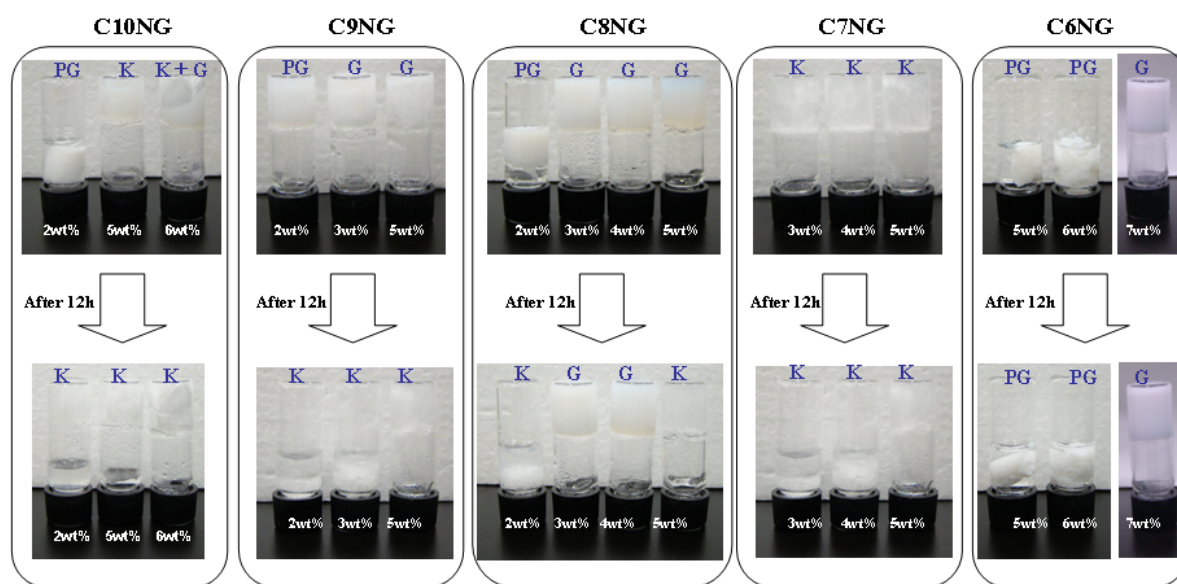 C10NG C9NG C8NG C7NG C6NG
PG K K + G PG G G PG G G G K K K PG PG G
2wt% 5wt% 6wt% 2wt% 3wt% 5wt% 2wt% 3wt% 4wt% 5wt% 3wt% 4wt% 5wt% 5wt% 6wt% 7wt%
After 12h After 12h After 12h After 12h After 12h
K K K K K K K G G K K K K PG PG G
2wt% 5wt% 6wt% 2wt% 3wt% 5wt% 2wt% 3wt% 4wt% 5wt% 3wt% 4wt% 5wt% 5wt% 6wt% 7wt%